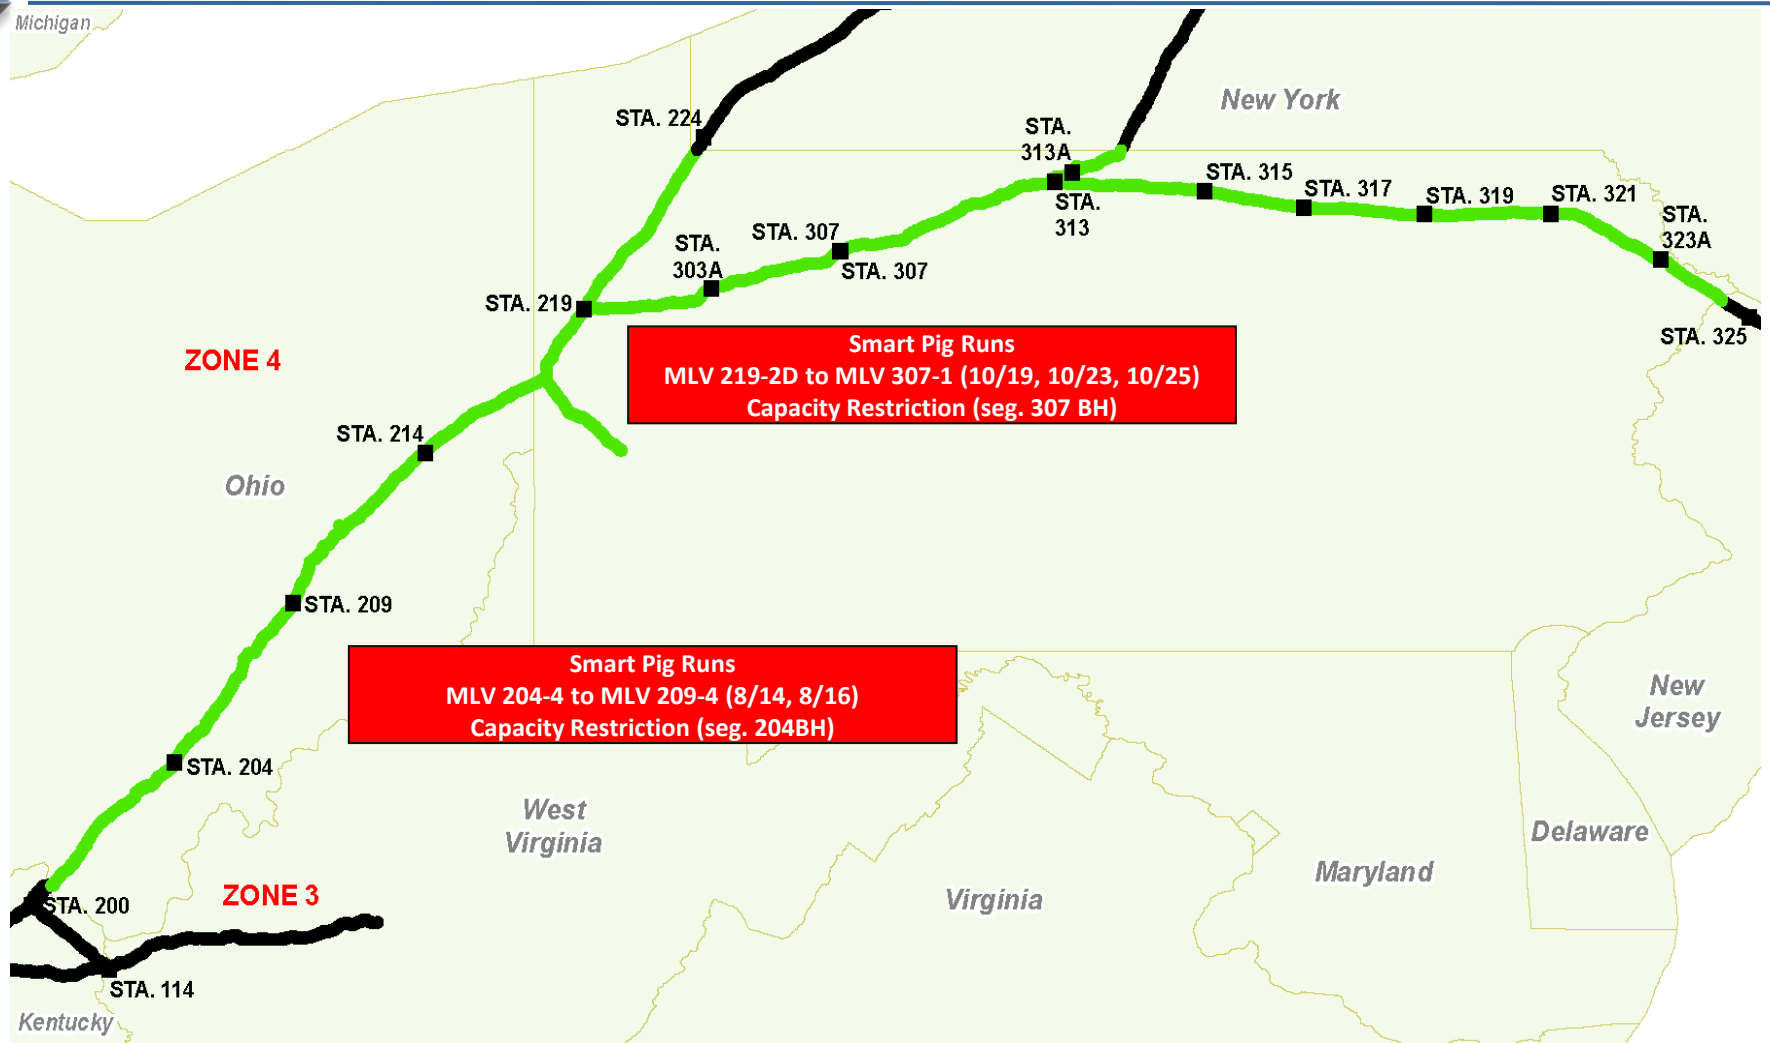 Michigan
New York
STA. 224
STA.
313A
STA. 315
STA. 317
STA. 319
STA. 321
STA.
313
STA.
323A
STA. 307
STA. 307
STA.
303A
STA. 219
STA. 325
ZONE 4
Smart Pig Runs
MLV 219-2D to MLV 307-1 (10/19, 10/23, 10/25)
Capacity Restriction (seg. 307 BH)
STA. 214
Ohio
STA. 209
Smart Pig Runs
MLV 204-4 to MLV 209-4 (8/14, 8/16)
Capacity Restriction (seg. 204BH)
New
Jersey
STA. 204
West
Virginia
Delaware
Maryland
ZONE 3
Virginia
STA. 200
STA. 114
Kentucky